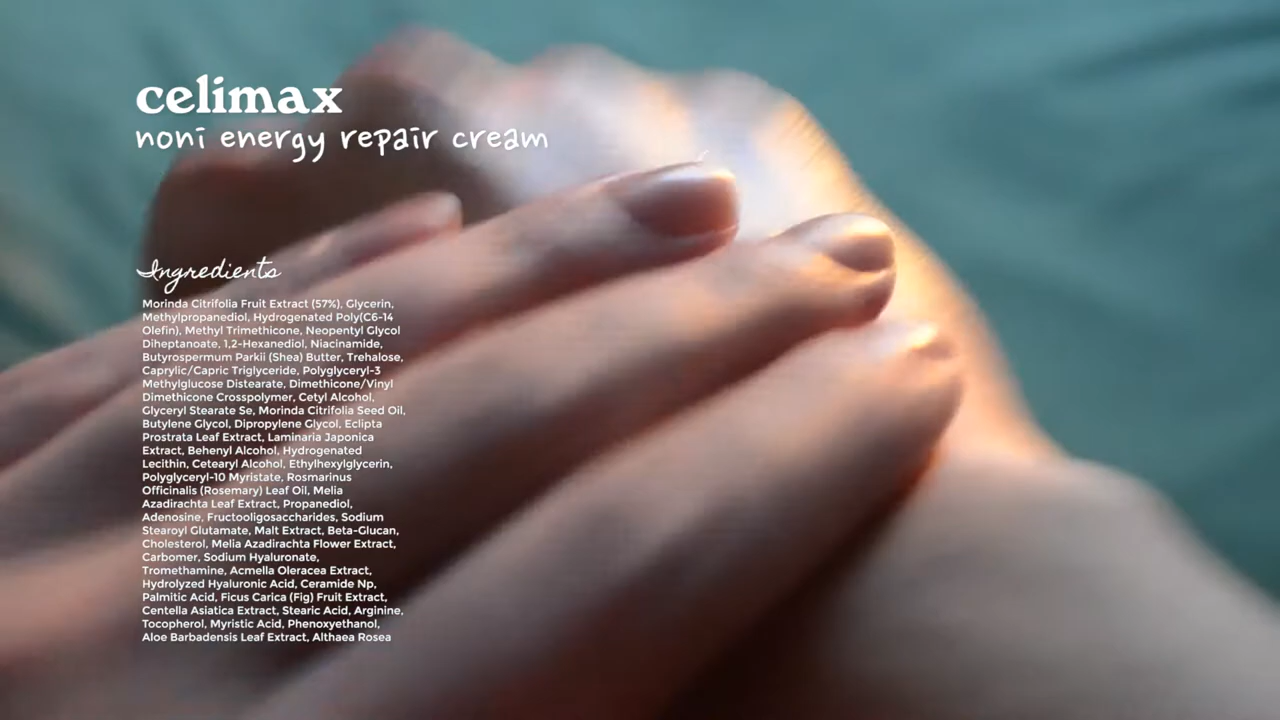 celimax
noni energy repair cream
Ingredients
Morinda Citrifolia Fruit Extract (57%), Glycerin,
Methylpropanediol, Hydrogenated Poly(C6-14
Olefin), Methyl Trimethicone, Neopentyl Glycol
Diheptanoate, 1,2-Hexanediol, Niacinamide,
Butyrospermum Parkii (Shea) Butter, Trehalose,
Caprylic/Capric Triglyceride, Polyglyceryl-3
Methylglucose Distearate, Dimethicone/Vinyl
Dimethicone Crosspolymer, Cetyl Alcohol,
Glyceryl Stearate Se, Morinda Citrifolia Seed Oil,
Butylene Glycol, Dipropylene Glycol, Eclipta
Prostrata Leaf Extract, Laminaria Japonica
Extract, Behenyl Alcohol, Hydrogenated
Lecithin, Cetearyl Alcohol, Ethylhexylglycerin,
Polyglyceryl-10 Myristate, Rosmarinus
Officinalis (Rosemary) Leaf Oil, Melia
Azadirachta Leaf Extract, Propanediol,
Adenosine, Fructooligosaccharides, Sodium
Stearoyl Glutamate, Malt Extract, Beta-Glucan,
Cholesterol, Melia Azadirachta Flower Extract,
Carbomer, Sodium Hyaluronate,
Tromethamine, Acmella Oleracea Extract,
Hydrolyzed Hyaluronic Acid, Ceramide Np,
Palmitic Acid, Ficus Carica (Fig) Fruit Extract,
Centella Asiatica Extract, Stearic Acid, Arginine,
Tocopherol, Myristic Acid, Phenoxyethanol,
Aloe Barbadensis Leaf Extract, Althaea Rosea